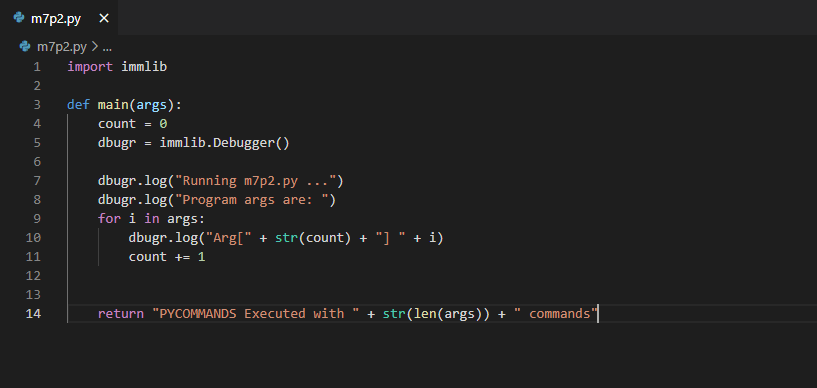 m7p2.py ×
m7p2.py > ...
1 import immlib
2
3 def main(args):
4     count = 0
5     dbugr = immlib.Debugger()
6
7     dbugr.log("Running m7p2.py ...")
8     dbugr.log("Program args are: ")
9     for i in args:
10         dbugr.log("Arg[" + str(count) + "] " + i)
11         count += 1
12
13
14     return "PYCOMMANDS Executed with " + str(len(args)) + " commands"